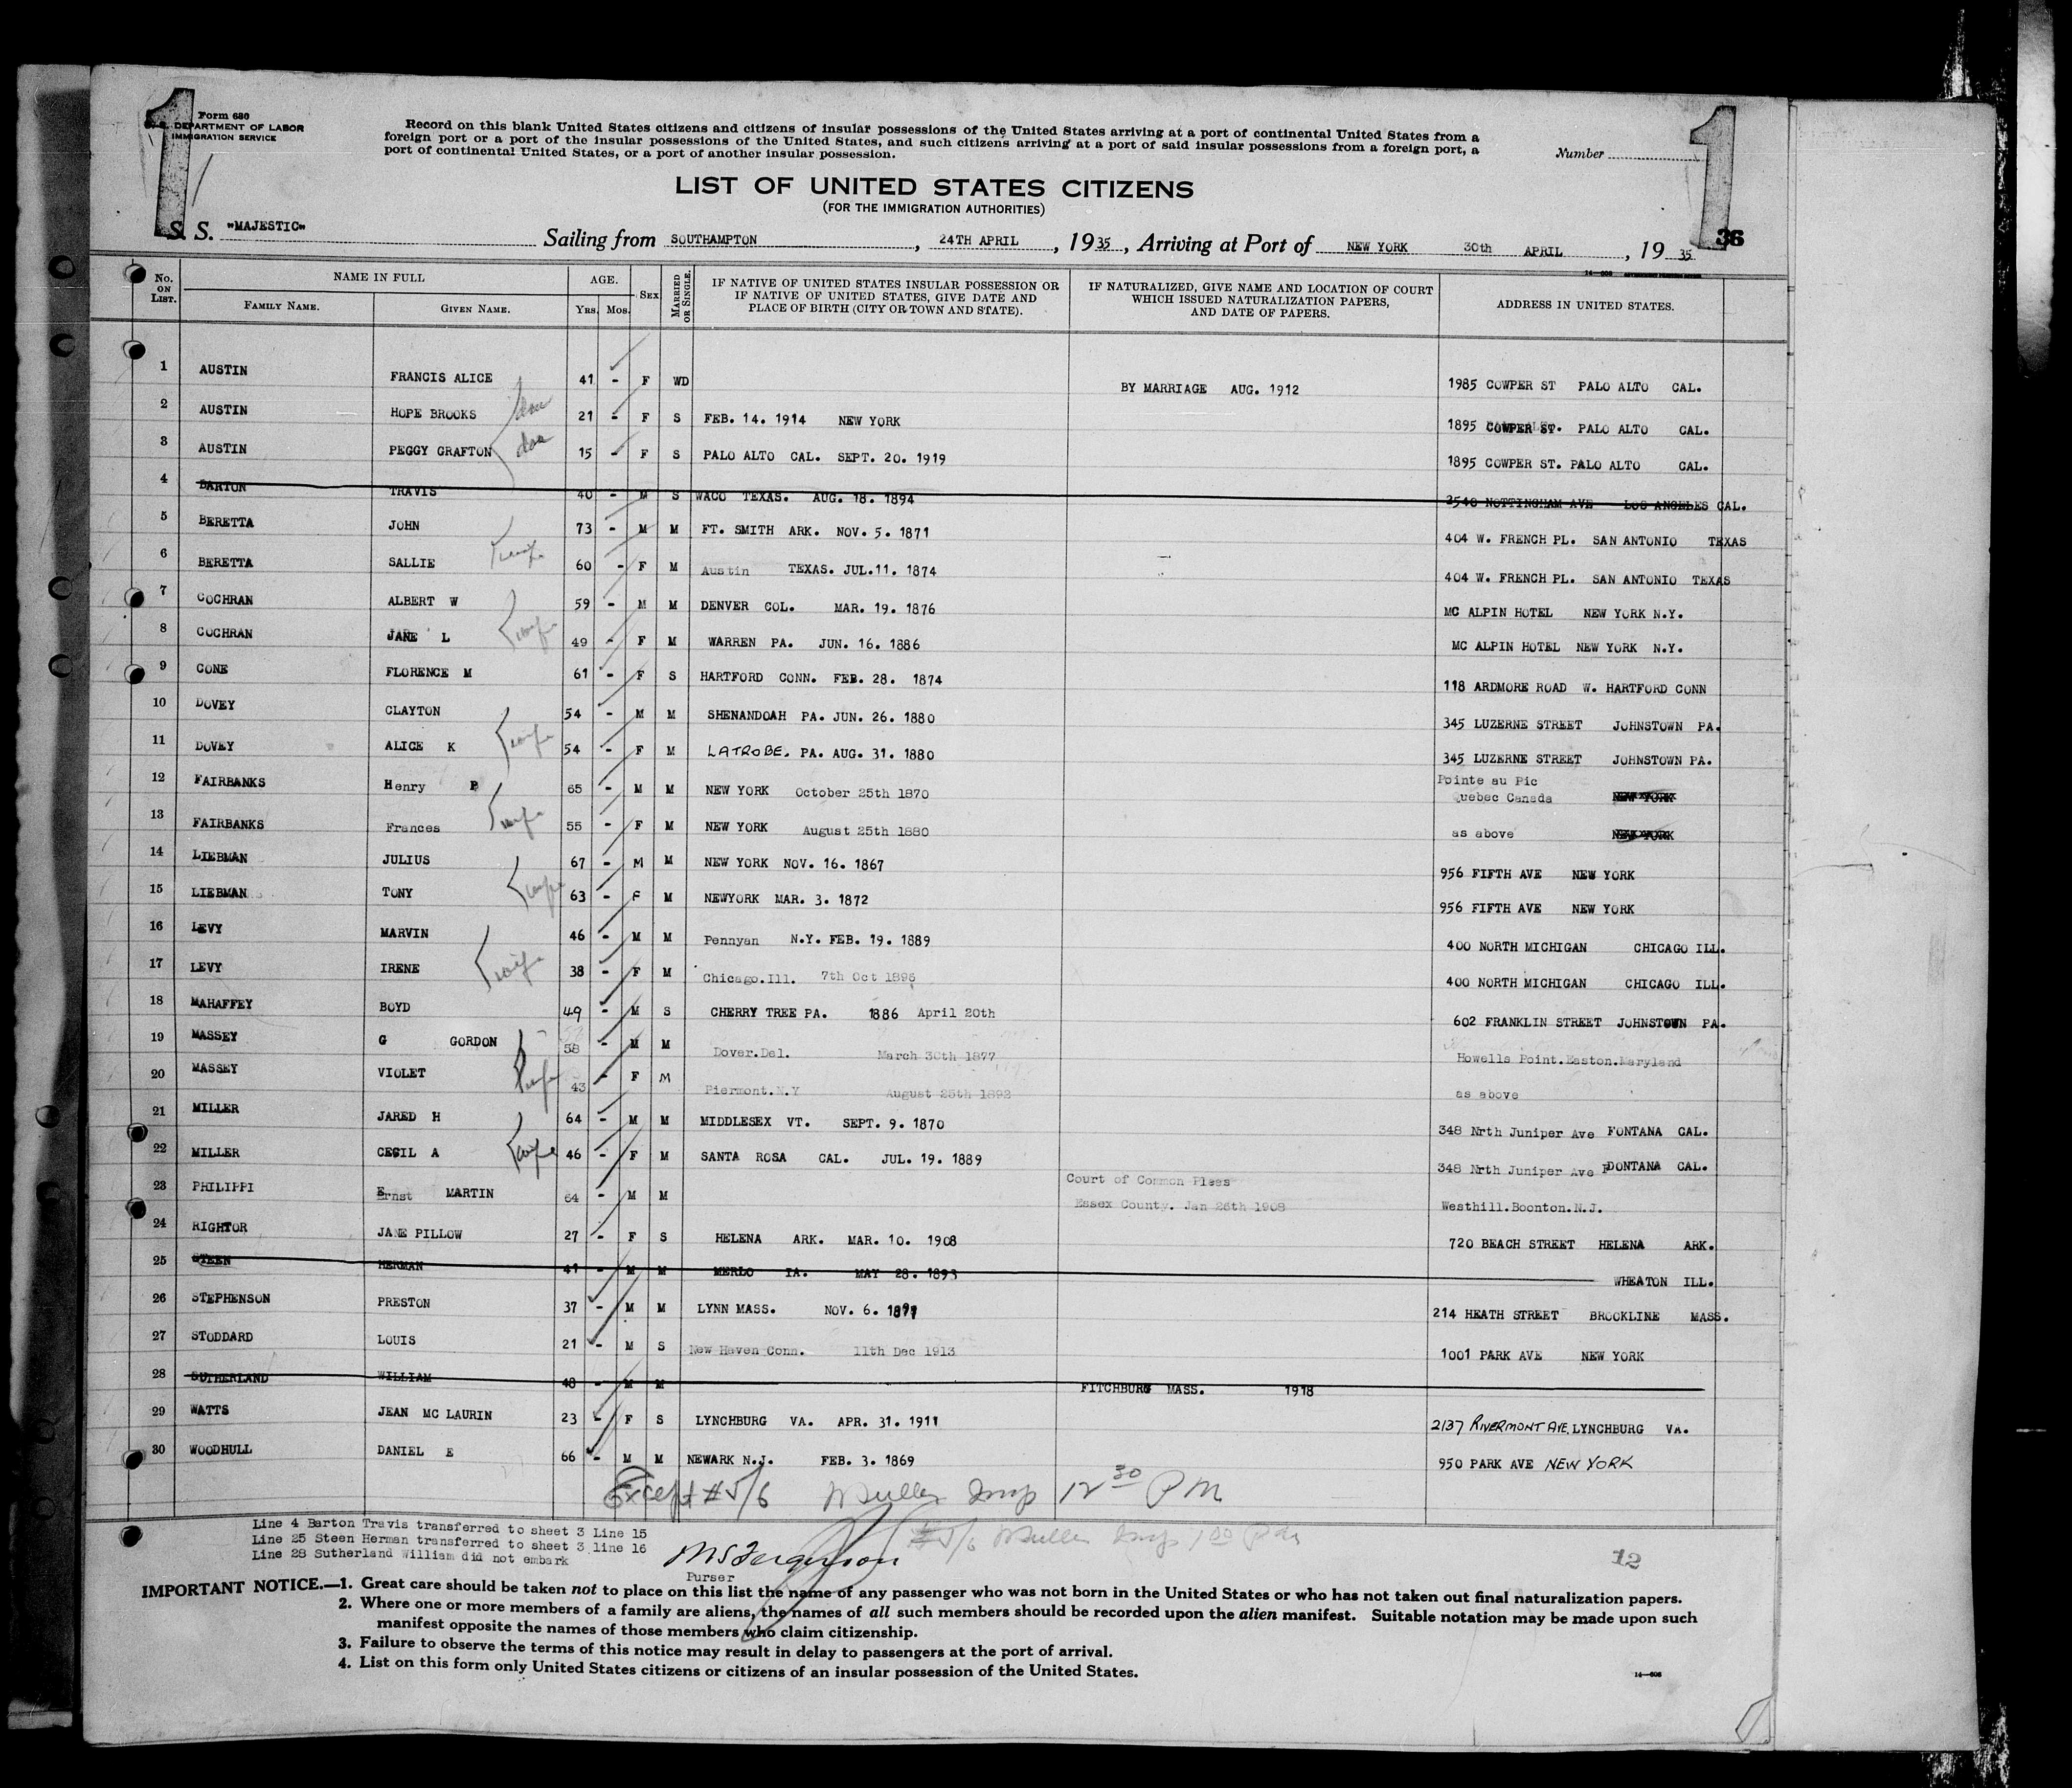 Form 680
U. S. DEPARTMENT OF LABOR
IMMIGRATION SERVICE
1
1
Record on this blank United States citizens and citizens of insular possessions of the United States arriving at a port of continental United States from a
foreign port or a port of the insular possessions of the United States, and such citizens arriving at a port of said insular possessions from a foreign port, a
port of continental United States, or a port of another insular possession.
Number
LIST OF UNITED STATES CITIZENS
(FOR THE IMMIGRATION AUTHORITIES)
36
S. S. "MAJESTIC" Sailing from SOUTHAMPTON, 24TH APRIL, 1935, Arriving at Port of NEW YORK 30th APRIL, 1935
No. ON LIST. NAME IN FULL FAMILY NAME. GIVEN NAME. AGE. YRS. MOS. SEX MARRIED OR SINGLE. IF NATIVE OF UNITED STATES INSULAR POSSESSION OR IF NATIVE OF UNITED STATES, GIVE DATE AND PLACE OF BIRTH (CITY OR TOWN AND STATE). IF NATURALIZED, GIVE NAME AND LOCATION OF COURT WHICH ISSUED NATURALIZATION PAPERS, AND DATE OF PAPERS. ADDRESS IN UNITED STATES.
1 AUSTIN FRANCIS ALICE 41 - F WD BY MARRIAGE AUG. 1912 1985 COWPER ST PALO ALTO CAL.
2 AUSTIN HOPE BROOKS dau 21 - F S FEB. 14. 1914 NEW YORK 1895 COWPER ST. PALO ALTO CAL.
3 AUSTIN PEGGY GRAFTON dau 15 - F S PALO ALTO CAL. SEPT. 20. 1919 1895 COWPER ST. PALO ALTO CAL.
4 BARTON TRAVIS 40 - M S WACO TEXAS. AUG. 18. 1894 2548 NOTTINGHAM AVE LOS ANGELES CAL.
5 BERETTA JOHN 73 - M M FT. SMITH ARK. NOV. 5. 1871 404 W. FRENCH PL. SAN ANTONIO TEXAS
6 BERETTA SALLIE wife 60 - F M Austin TEXAS. JUL.11. 1874 404 W. FRENCH PL. SAN ANTONIO TEXAS
7 COCHRAN ALBERT W 59 - M M DENVER COL. MAR. 19. 1876 MC ALPIN HOTEL NEW YORK N.Y.
8 COCHRAN JANE L wife 49 - F M WARREN PA. JUN. 16. 1886 MC ALPIN HOTEL NEW YORK N.Y.
9 CONE FLORENCE M 61 - F S HARTFORD CONN. FEB. 28. 1874 118 ARDMORE ROAD W. HARTFORD CONN
10 DOVEY CLAYTON 54 - M M SHENANDOAH PA. JUN. 26. 1880 345 LUZERNE STREET JOHNSTOWN PA.
11 DOVEY ALICE K wife 54 - F M LATROBE. PA. AUG. 31. 1880 345 LUZERNE STREET JOHNSTOWN PA.
12 FAIRBANKS Henry P 65 - M M NEW YORK October 25th 1870 Pointe au Pic
Quebec Canada NEW YORK
13 FAIRBANKS Frances wife 55 - F M NEW YORK August 25th 1880 as above NEW YORK
14 LIEBMAN JULIUS 67 - M M NEW YORK NOV. 16. 1867 956 FIFTH AVE NEW YORK
15 LIEBMAN TONY wife 63 - F M NEWYORK MAR. 3. 1872 956 FIFTH AVE NEW YORK
16 LEVY MARVIN 46 - M M Pennyan N.Y. FEB. 19. 1889 400 NORTH MICHIGAN CHICAGO ILL.
17 LEVY IRENE wife 38 - F M Chicago.Ill. 7th Oct 1896 400 NORTH MICHIGAN CHICAGO ILL.
18 MAHAFFEY BOYD 49 - M S CHERRY TREE PA. 1886 April 20th 602 FRANKLIN STREET JOHNSTOWN PA.
19 MASSEY G GORDON 58 - M M Dover.Del. March 30th 1877 Howells Point.Easton.Maryland
20 MASSEY VIOLET wife 43 - F M Piermont.N.Y August 25th 1892 as above
21 MILLER JARED H 64 - M M MIDDLESEX VT. SEPT. 9. 1870 348 Nrth Juniper Ave FONTANA CAL.
22 MILLER CECIL A wife 46 - F M SANTA ROSA CAL. JUL. 19. 1889 348 Nrth Juniper Ave FONTANA CAL.
23 PHILIPPI Ernst MARTIN 64 - M M Court of Common Pleas
Essex County. Jan 26th 1908 Westhill.Boonton.N.J.
24 RIGHTOR JANE PILLOW 27 - F S HELENA ARK. MAR. 10. 1908 720 BEACH STREET HELENA ARK.
25 STEEN HERMAN 41 - M M MERLO IA. MAY 28. 1893 WHEATON ILL.
26 STEPHENSON PRESTON 37 - M M LYNN MASS. NOV. 6. 1897 214 HEATH STREET BROOKLINE MASS.
27 STODDARD LOUIS 21 - M S New Haven Conn. 11th Dec 1913 1001 PARK AVE NEW YORK
28 SUTHERLAND WILLIAM 48 - M M FITCHBURG MASS. 1918
29 WATTS JEAN MC LAURIN 23 - F S LYNCHBURG VA. APR. 31. 1911 2137 RIVERMONT AVE. LYNCHBURG VA.
30 WOODHULL DANIEL E 66 - M M NEWARK N.J. FEB. 3. 1869 950 PARK AVE NEW YORK
Except #5/6 Muller Insp 12 30 PM
#5/6 Muller Insp 1 00 PM
Line 4 Barton Travis transferred to sheet 3 Line 15
Line 25 Steen Herman transferred to sheet 3 line 16
Line 28 Sutherland William did not embark
Ferguson
Purser
12
IMPORTANT NOTICE.—1. Great care should be taken not to place on this list the name of any passenger who was not born in the United States or who has not taken out final naturalization papers.
2. Where one or more members of a family are aliens, the names of all such members should be recorded upon the alien manifest. Suitable notation may be made upon such
manifest opposite the names of those members who claim citizenship.
3. Failure to observe the terms of this notice may result in delay to passengers at the port of arrival.
4. List on this form only United States citizens or citizens of an insular possession of the United States.
14—606